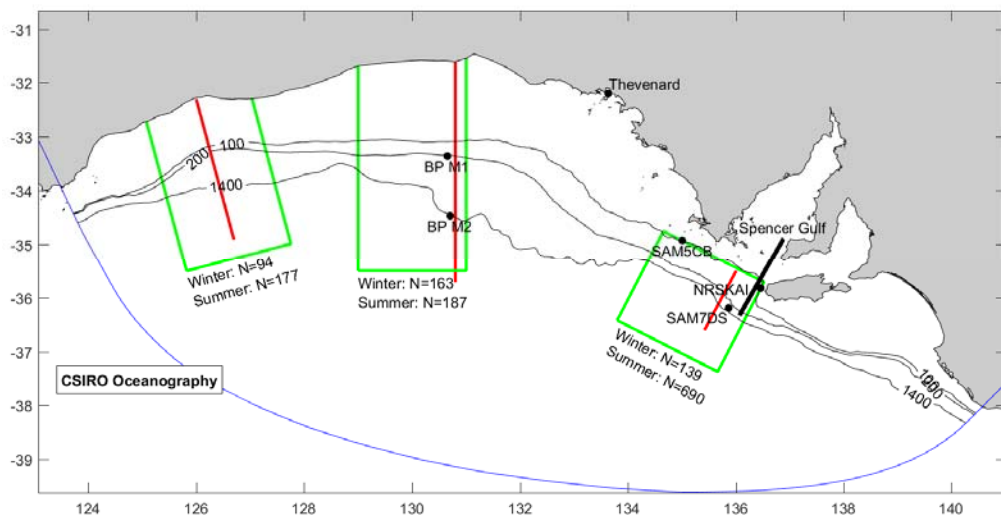 -31
-32
-33
-34
-35
-36
-37
-38
-39
Thevenard
100
200
1400
BP M1
BP M2
Spencer Gulf
SAM5CB
NRSKAI
SAM7DS
Winter: N=94
Summer: N=177
Winter: N=163
Summer: N=187
Winter: N=139
Summer: N=690
CSIRO Oceanography
100
200
1400
124
126
128
130
132
134
136
138
140